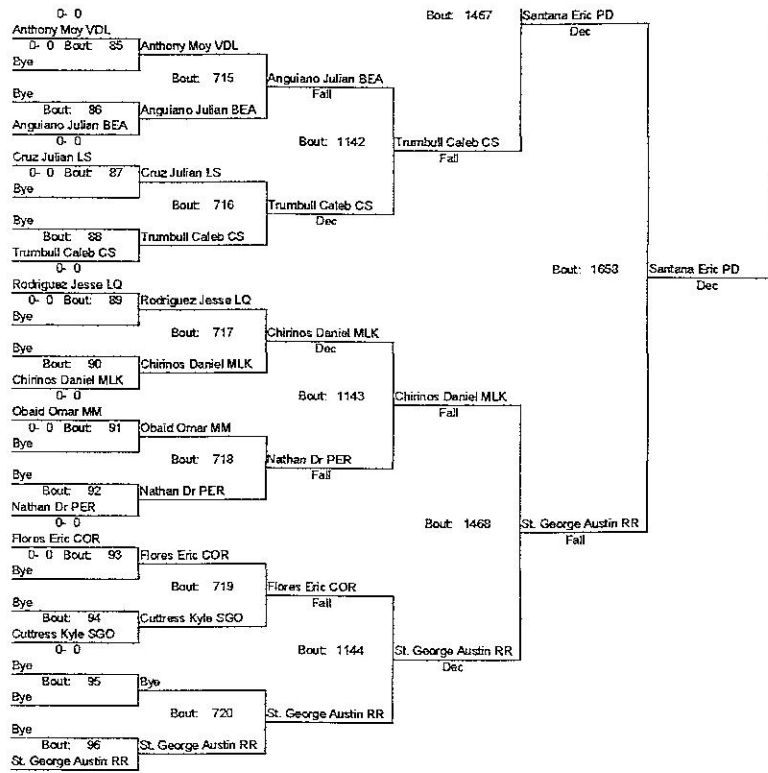 0- 0
Anthony Moy VDL
0- 0 Bout: 85
Bye
Bye
Bout: 86
Anguiano Julian BEA
0- 0
Cruz Julian LS
0- 0 Bout: 87
Bye
Bye
Bout: 88
Trumbull Caleb CS
0- 0
Rodriguez Jesse LQ
0- 0 Bout: 89
Bye
Bye
Bout: 90
Chirinos Daniel MLK
0- 0
Obaid Omar MM
0- 0 Bout: 91
Bye
Bye
Bout: 92
Nathan Dr PER
0- 0
Flores Eric COR
0- 0 Bout: 93
Bye
Bye
Bout: 94
Cuttress Kyle SGO
0- 0
Bye
Bout: 95
Bye
Bye
Bout: 96
St. George Austin RR
Anthony Moy VDL
Bout: 715
Anguiano Julian BEA
Cruz Julian LS
Bout: 716
Trumbull Caleb CS
Rodriguez Jesse LQ
Bout: 717
Chirinos Daniel MLK
Obaid Omar MM
Bout: 718
Nathan Dr PER
Flores Eric COR
Bout: 719
Cuttress Kyle SGO
Bye
Bout: 720
St. George Austin RR
Anguiano Julian BEA
Fall
Bout: 1142
Trumbull Caleb CS
Dec
Chirinos Daniel MLK
Dec
Bout: 1143
Nathan Dr PER
Fall
Flores Eric COR
Fall
Bout: 1144
St. George Austin RR
Bout: 1467
Trumbull Caleb CS
Fall
Chirinos Daniel MLK
Fall
Bout: 1468
St. George Austin RR
Dec
Santana Eric PD
Dec
Bout: 1653
St. George Austin RR
Fall
Santana Eric PD
Dec